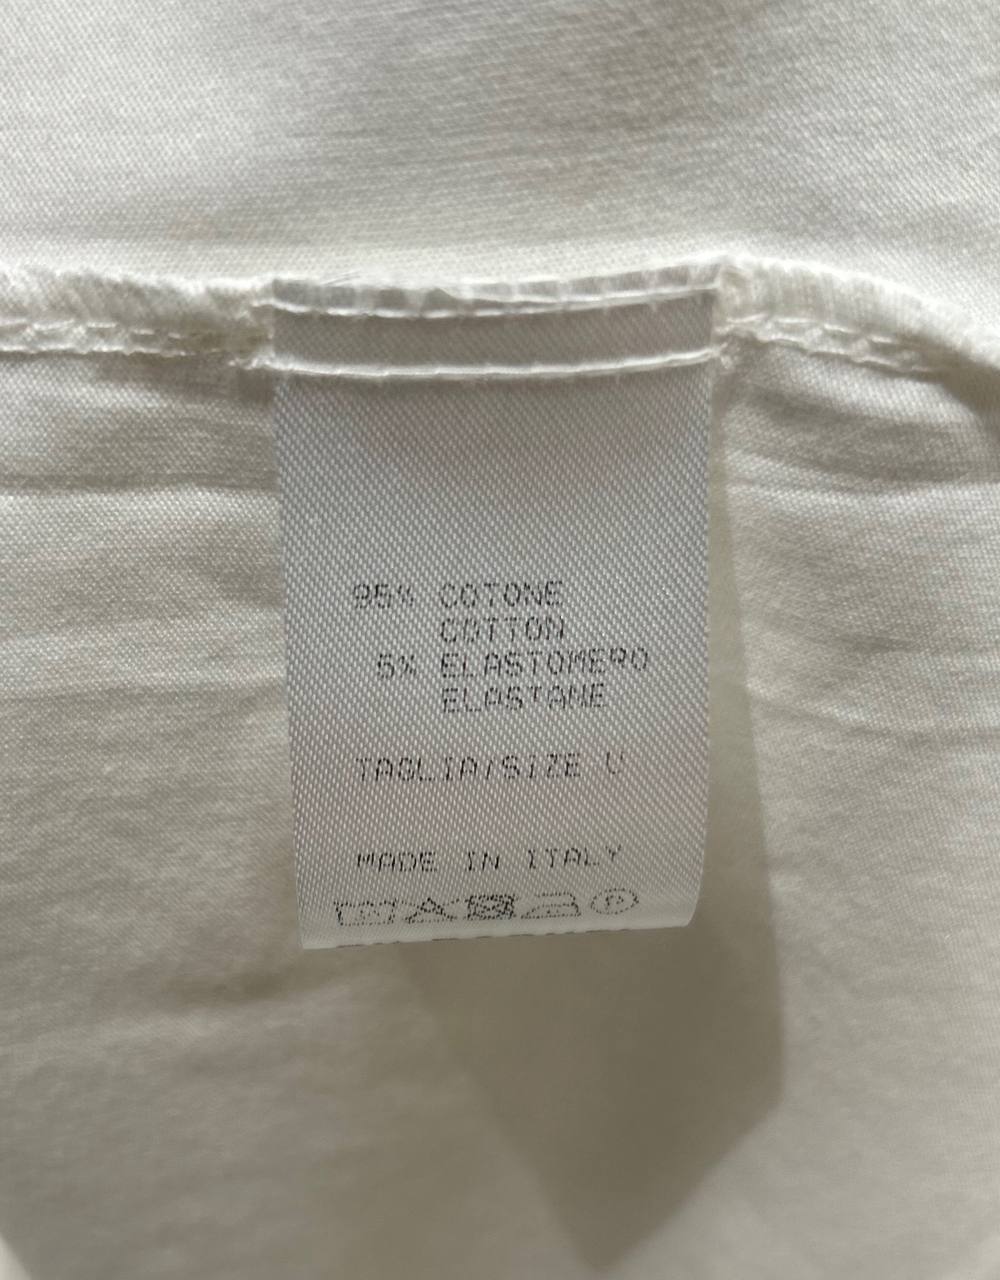 95% COTONE
COTTON
5% ELASTOMERO
ELASTANE
TAGLIA/SIZE U
MADE IN ITALY